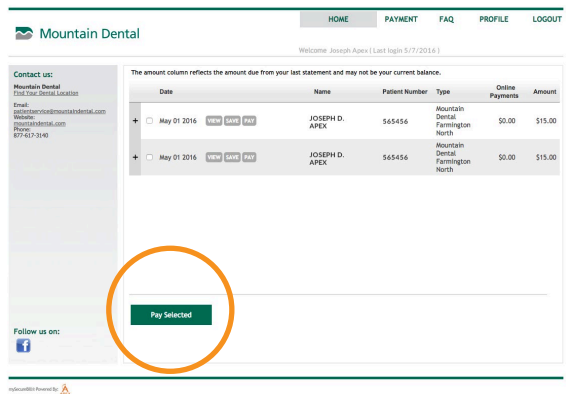 Mountain Dental
HOME PAYMENT FAQ PROFILE LOGOUT
Welcome Joseph Apex ( Last login 5/7/2016 )
Contact us:
Mountain Dental
Find Your Dental Location
Email:
patientservice@mountaindental.com
Website:
mountaindental.com
Phone:
877-617-3140
Follow us on:
f
The amount column reflects the amount due from your last statement and may not be your current balance.
Date Name Patient Number Type Online Payments Amount
+ May 01 2016 VIEW SAVE PAY JOSEPH D. APEX 565456 Mountain Dental Farmington North $0.00 $15.00
+ May 01 2016 VIEW SAVE PAY JOSEPH D. APEX 565456 Mountain Dental Farmington North $0.00 $15.00
Pay Selected
mySecureBill Powered By: